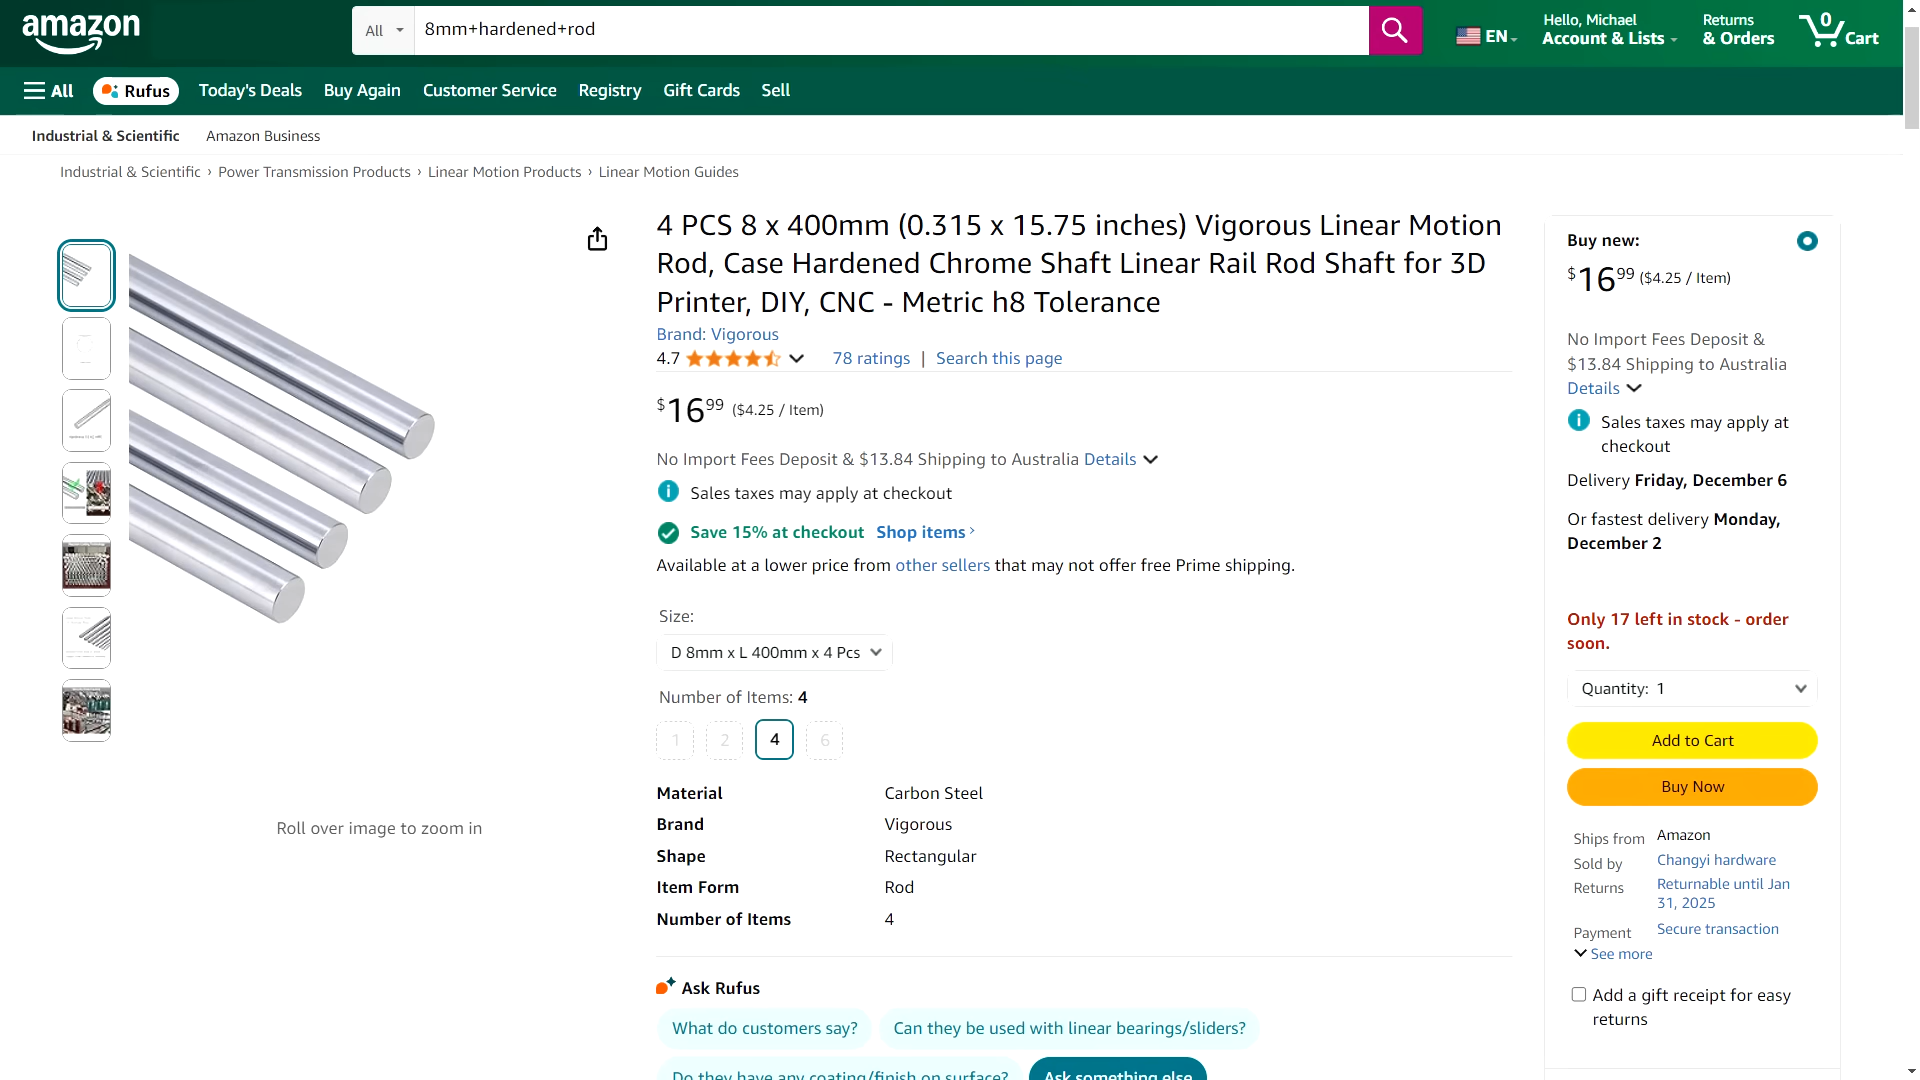 amazon
All
8mm+hardened+rod
EN
Hello, Michael
Account & Lists
Returns
& Orders
0
Cart
All
Rufus
Today's Deals
Buy Again
Customer Service
Registry
Gift Cards
Sell
Industrial & Scientific
Amazon Business
Industrial & Scientific › Power Transmission Products › Linear Motion Products › Linear Motion Guides
4 PCS 8 x 400mm (0.315 x 15.75 inches) Vigorous Linear Motion
Rod, Case Hardened Chrome Shaft Linear Rail Rod Shaft for 3D
Printer, DIY, CNC - Metric h8 Tolerance
Brand: Vigorous
4.7
78 ratings | Search this page
$16 99 ($4.25 / Item)
No Import Fees Deposit & $13.84 Shipping to Australia Details
Sales taxes may apply at checkout
Save 15% at checkout Shop items ›
Available at a lower price from other sellers that may not offer free Prime shipping.
Size:
D 8mm x L 400mm x 4 Pcs
Number of Items: 4
1
2
4
6
Material Carbon Steel
Brand Vigorous
Shape Rectangular
Item Form Rod
Number of Items 4
Ask Rufus
What do customers say?
Can they be used with linear bearings/sliders?
Do they have any coating/finish on surface?
Ask something else
Roll over image to zoom in
Buy new:
$16 99 ($4.25 / Item)
No Import Fees Deposit &
$13.84 Shipping to Australia
Details
Sales taxes may apply at
checkout
Delivery Friday, December 6
Or fastest delivery Monday,
December 2
Only 17 left in stock - order
soon.
Quantity: 1
Add to Cart
Buy Now
Ships from Amazon
Sold by Changyi hardware
Returns Returnable until Jan
31, 2025
Payment Secure transaction
See more
Add a gift receipt for easy
returns